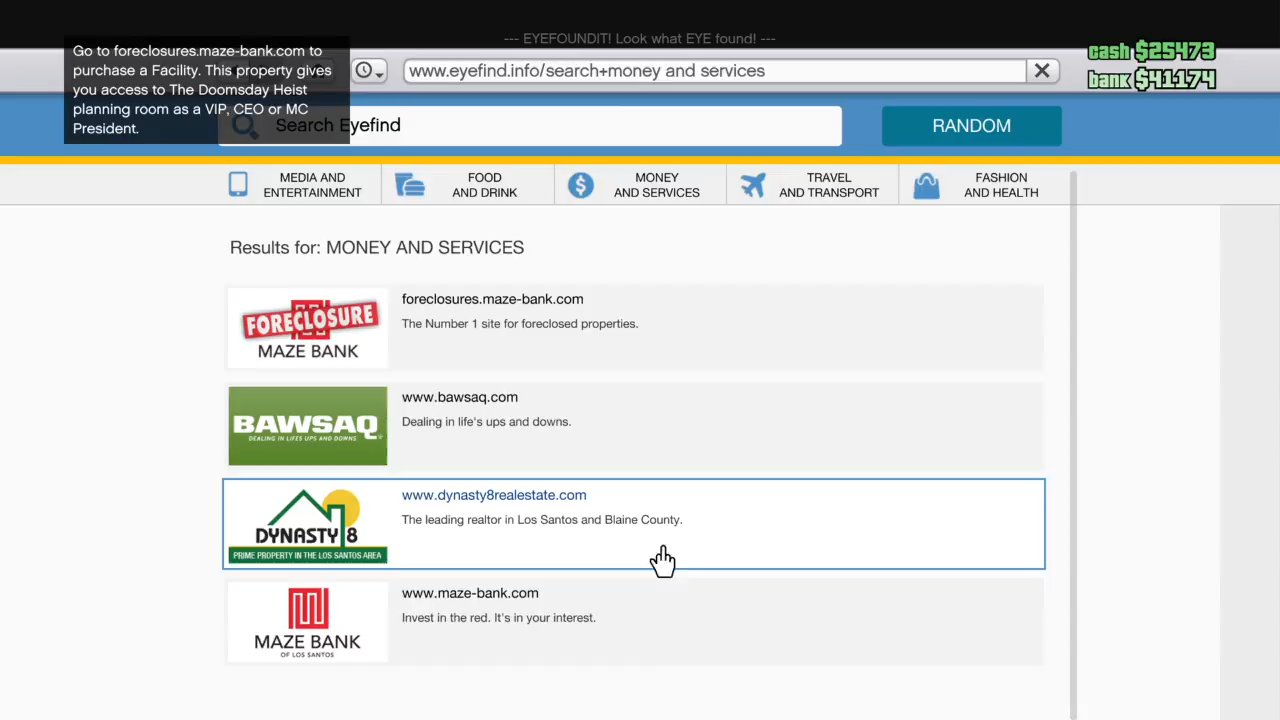 --- EYEFOUNDIT! Look what EYE found! ---
Go to foreclosures.maze-bank.com to
purchase a Facility. This property gives
you access to The Doomsday Heist
planning room as a VIP, CEO or MC
President.
www.eyefind.info/search+money and services
cash $25473
bank $41174
Search Eyefind
RANDOM
MEDIA AND
ENTERTAINMENT
FOOD
AND DRINK
MONEY
AND SERVICES
TRAVEL
AND TRANSPORT
FASHION
AND HEALTH
Results for: MONEY AND SERVICES
FORECLOSURE
MAZE BANK
foreclosures.maze-bank.com
The Number 1 site for foreclosed properties.
BAWSAQ
DEALING IN LIFES UPS AND DOWNS
www.bawsaq.com
Dealing in life's ups and downs.
DYNASTY 8
PRIME PROPERTY IN THE LOS SANTOS AREA
www.dynasty8realestate.com
The leading realtor in Los Santos and Blaine County.
MAZE BANK
OF LOS SANTOS
www.maze-bank.com
Invest in the red. It's in your interest.